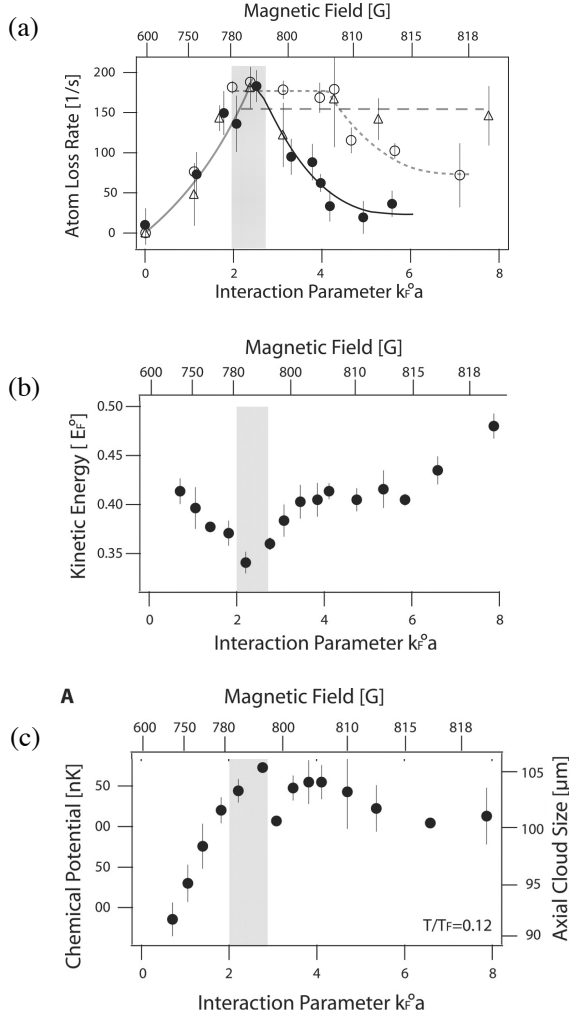 (a)
Magnetic Field [G]
600 750 780 800 810 815 818
Atom Loss Rate [1/s]
200
150
100
50
0
0 2 4 6 8
Interaction Parameter kF°a
(b)
Magnetic Field [G]
600 750 780 800 810 815 818
Kinetic Energy [ EF°]
0.50
0.45
0.40
0.35
0 2 4 6 8
Interaction Parameter kF°a
A
Magnetic Field [G]
(c)
600 750 780 800 810 815 818
Chemical Potential [nK]
50
00
50
00
Axial Cloud Size [µm]
105
100
95
90
T/TF=0.12
0 2 4 6 8
Interaction Parameter kF°a